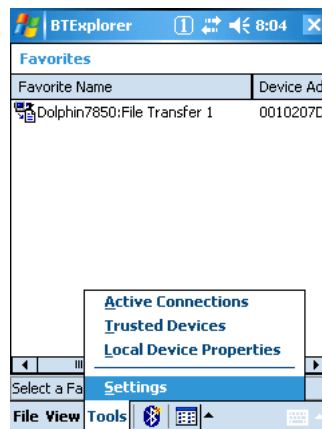 BTExplorer 1 8:04
Favorites
Favorite Name Device Ad
Dolphin7850:File Transfer 1 0010207D
Active Connections
Trusted Devices
Local Device Properties
Select a Fa
Settings
File View Tools